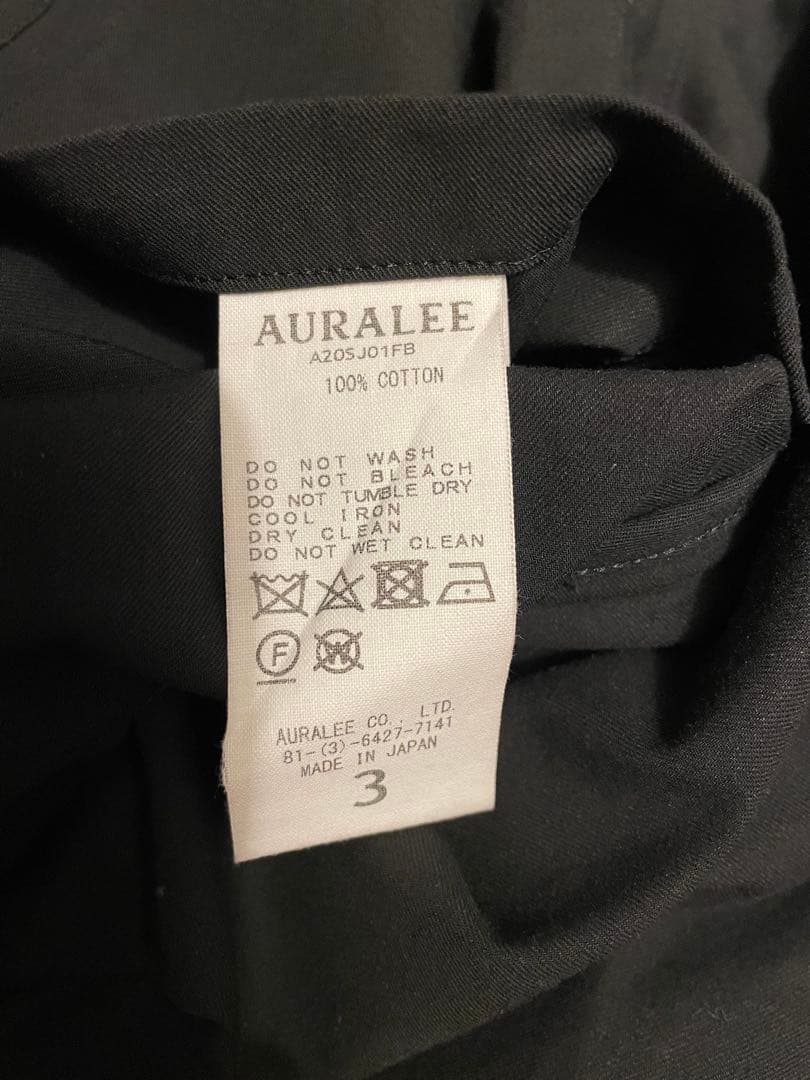 AURALEE
A20SJ01FB
100% COTTON
DO NOT WASH
DO NOT BLEACH
DO NOT TUMBLE DRY
COOL IRON
DRY CLEAN
DO NOT WET CLEAN
F W
AURALEE CO., LTD.
81-(3)-6427-7141
MADE IN JAPAN
3